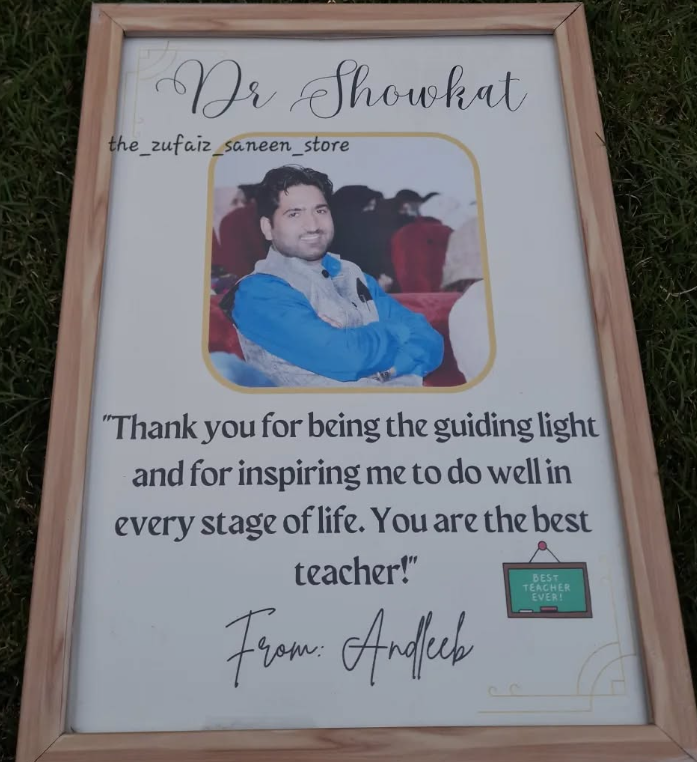 Dr Showkat
the_zufaiz_saneen_store
"Thank you for being the guiding light
and for inspiring me to do well in
every stage of life. You are the best
teacher!"
BEST
TEACHER
EVER!
From: Andleeb